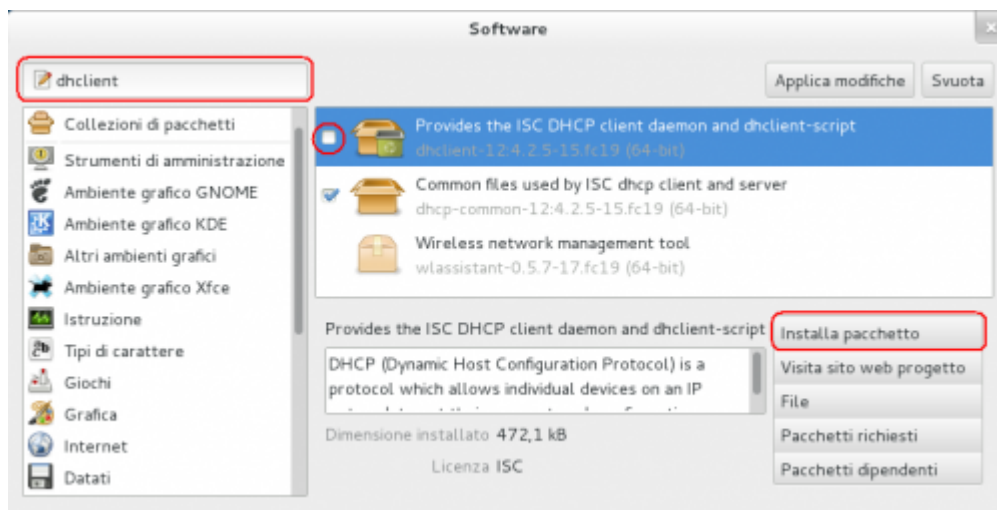 Software
dhclient
Applica modifiche
Svuota
Collezioni di pacchetti
Strumenti di amministrazione
Ambiente grafico GNOME
Ambiente grafico KDE
Altri ambienti grafici
Ambiente grafico Xfce
Istruzione
Tipi di carattere
Giochi
Grafica
Internet
Datati
Provides the ISC DHCP client daemon and dhclient-script
dhclient-12:4.2.5-15.fc19 (64-bit)
Common files used by ISC dhcp client and server
dhcp-common-12:4.2.5-15.fc19 (64-bit)
Wireless network management tool
wlassistant-0.5.7-17.fc19 (64-bit)
Provides the ISC DHCP client daemon and dhclient-script
DHCP (Dynamic Host Configuration Protocol) is a
protocol which allows individual devices on an IP
Dimensione installato 472,1 kB
Licenza ISC
Installa pacchetto
Visita sito web progetto
File
Pacchetti richiesti
Pacchetti dipendenti